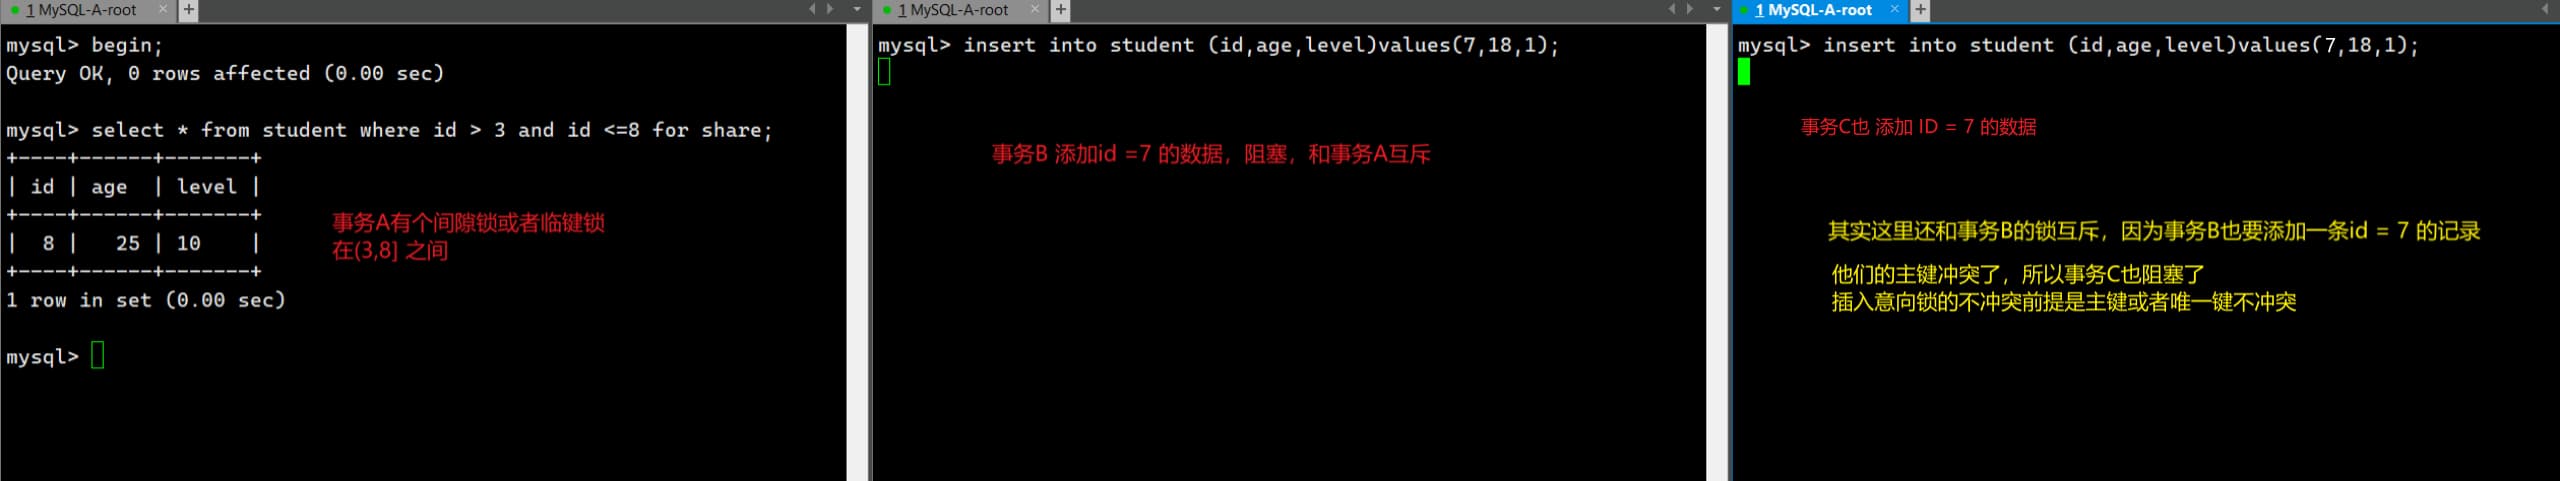 1 MySQL-A-root × +
mysql> begin;
Query OK, 0 rows affected (0.00 sec)
mysql> select * from student where id > 3 and id <=8 for share;
+----+------+-------+
| id | age  | level |
+----+------+-------+
|  8 |   25 | 10    |
+----+------+-------+
1 row in set (0.00 sec)
mysql>
事务A有个间隙锁或者临键锁
在(3,8] 之间
1 MySQL-A-root × +
mysql> insert into student (id,age,level)values(7,18,1);
事务B 添加id =7 的数据，阻塞，和事务A互斥
1 MySQL-A-root × +
mysql> insert into student (id,age,level)values(7,18,1);
事务C也 添加 ID = 7 的数据
其实这里还和事务B的锁互斥，因为事务B也要添加一条id = 7 的记录
他们的主键冲突了，所以事务C也阻塞了
插入意向锁的不冲突前提是主键或者唯一键不冲突